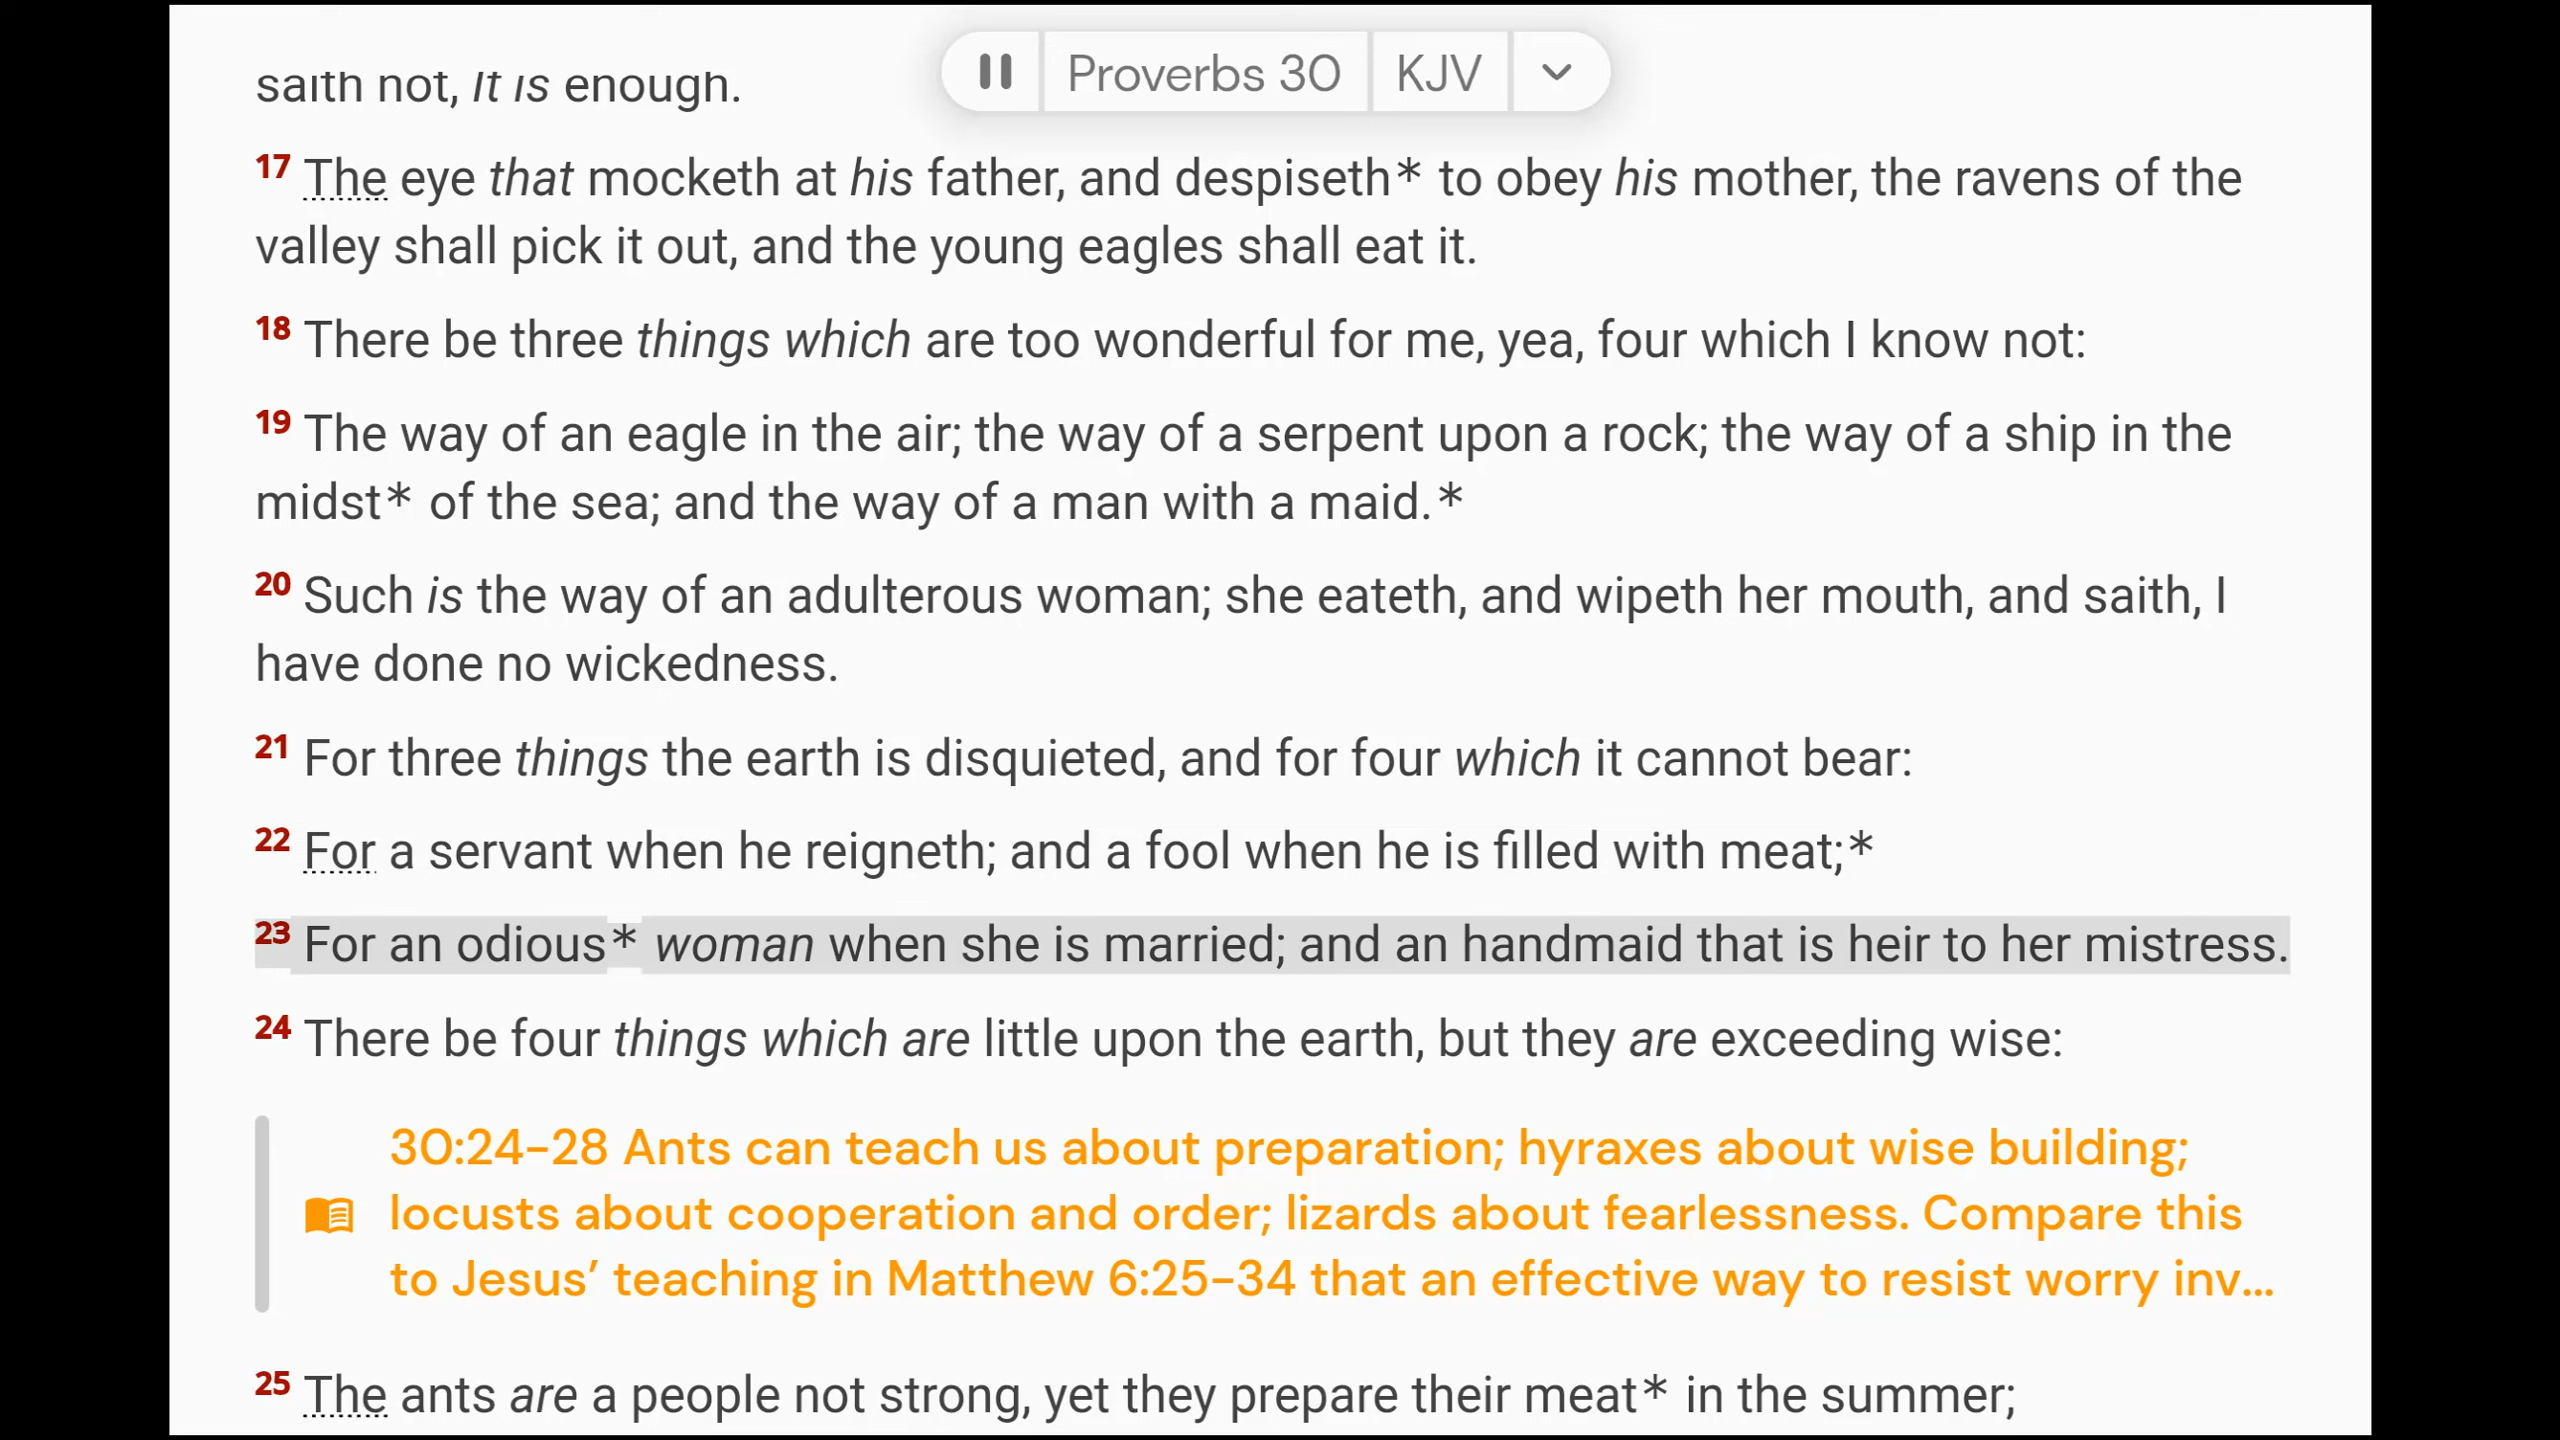 saith not, It is enough.
Proverbs 30 KJV
17 The eye that mocketh at his father, and despiseth* to obey his mother, the ravens of the
valley shall pick it out, and the young eagles shall eat it.
18 There be three things which are too wonderful for me, yea, four which I know not:
19 The way of an eagle in the air; the way of a serpent upon a rock; the way of a ship in the
midst* of the sea; and the way of a man with a maid.*
20 Such is the way of an adulterous woman; she eateth, and wipeth her mouth, and saith, I
have done no wickedness.
21 For three things the earth is disquieted, and for four which it cannot bear:
22 For a servant when he reigneth; and a fool when he is filled with meat;*
23 For an odious* woman when she is married; and an handmaid that is heir to her mistress.
24 There be four things which are little upon the earth, but they are exceeding wise:
30:24–28 Ants can teach us about preparation; hyraxes about wise building;
locusts about cooperation and order; lizards about fearlessness. Compare this
to Jesus’ teaching in Matthew 6:25–34 that an effective way to resist worry inv...
25 The ants are a people not strong, yet they prepare their meat* in the summer;